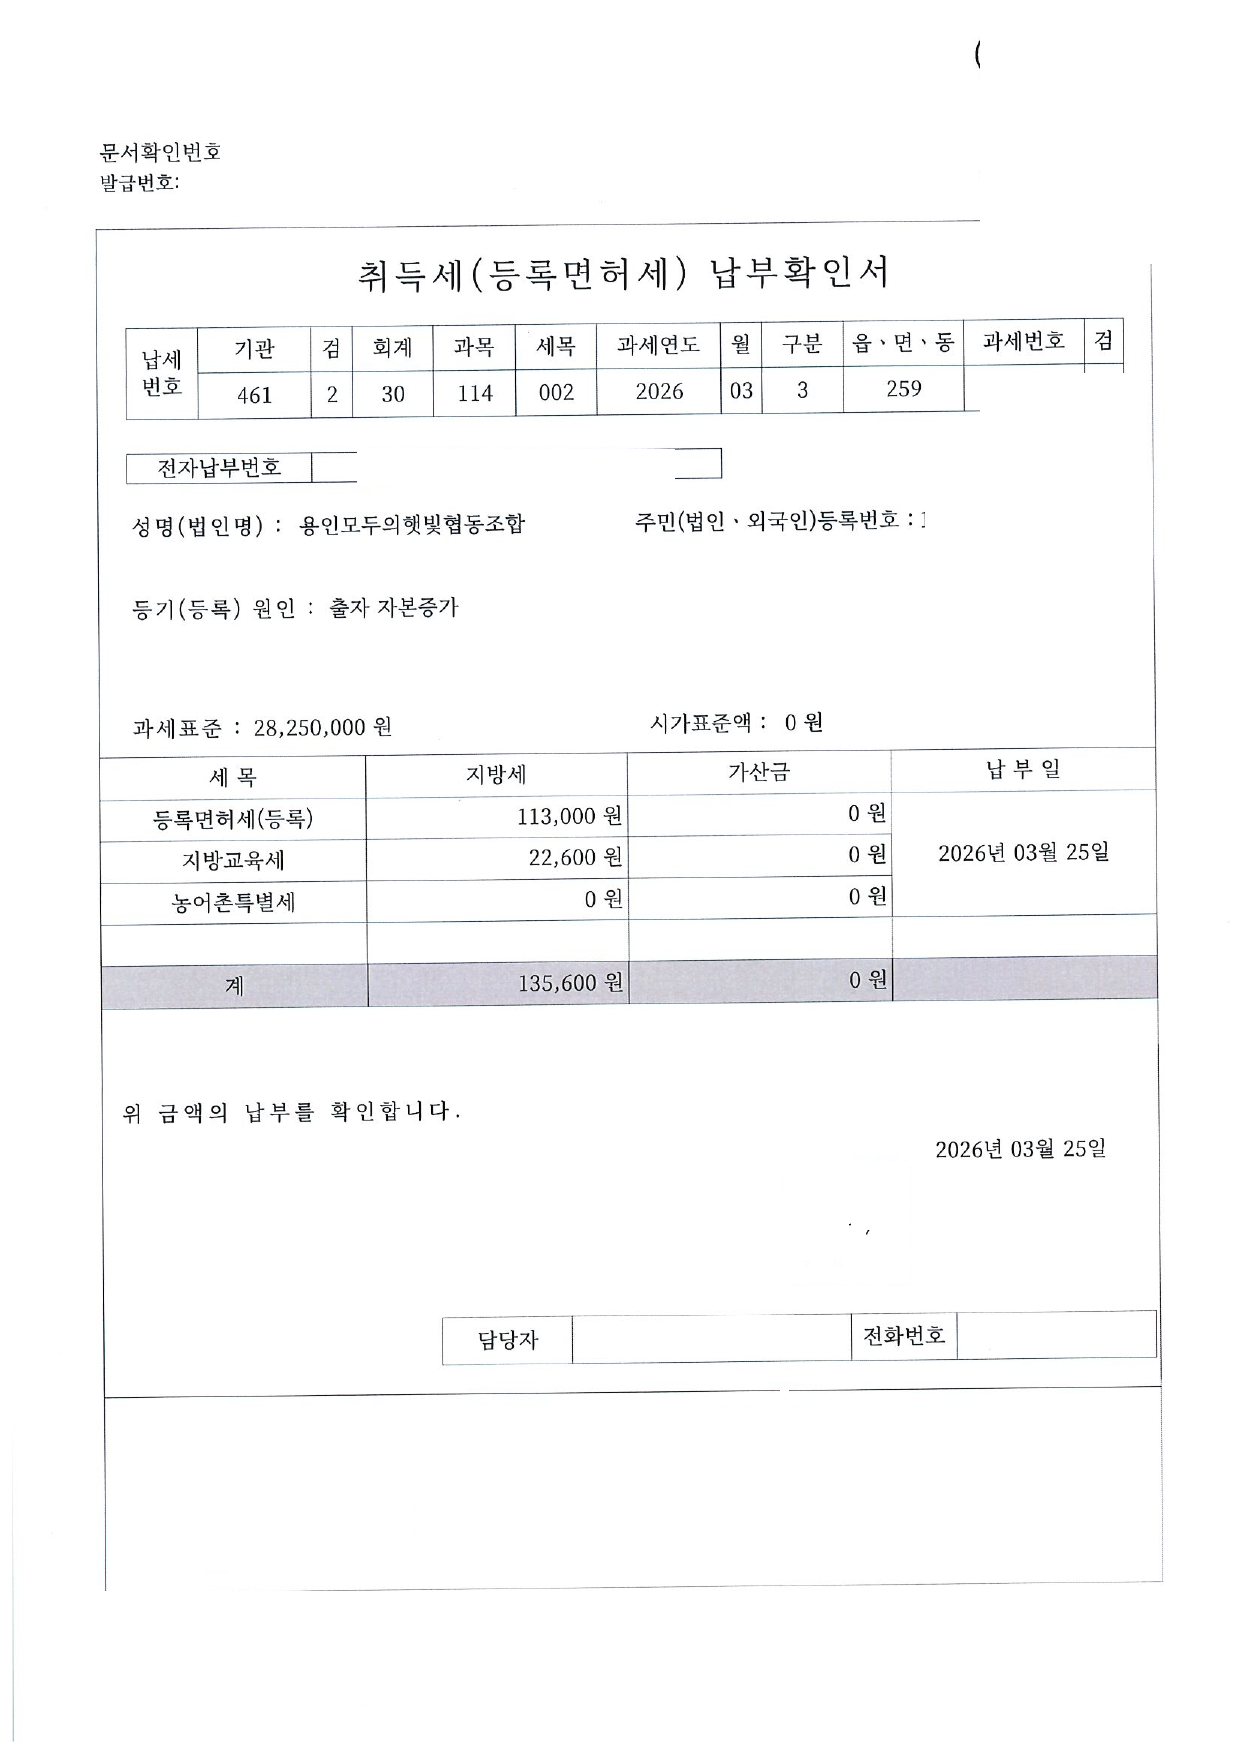 문서확인번호
발급번호:
취득세(등록면허세) 납부확인서
납세번호 기관 검 회계 과목 세목 과세연도 월 구분 읍、면、동 과세번호 검
461 2 30 114 002 2026 03 3 259
전자납부번호
성명(법인명) : 용인모두의햇빛협동조합 주민(법인、외국인)등록번호 :
등기(등록) 원인 : 출자 자본증가
과세표준 : 28,250,000 원 시가표준액 : 0 원
세 목 지방세 가산금 납 부 일
등록면허세(등록) 113,000 원 0 원
지방교육세 22,600 원 0 원 2026년 03월 25일
농어촌특별세 0 원 0 원
계 135,600 원 0 원
위 금액의 납부를 확인합니다.
2026년 03월 25일
담당자 전화번호